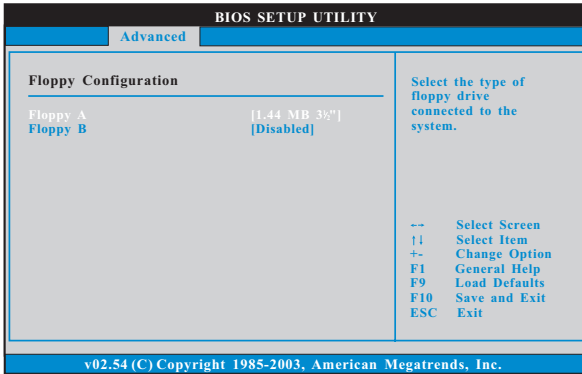 BIOS SETUP UTILITY
Advanced
Floppy Configuration
Floppy A [1.44 MB 3½"]
Floppy B [Disabled]
Select the type of
floppy drive
connected to the
system.
←→ Select Screen
↑↓ Select Item
+- Change Option
F1 General Help
F9 Load Defaults
F10 Save and Exit
ESC Exit
v02.54 (C) Copyright 1985-2003, American Megatrends, Inc.